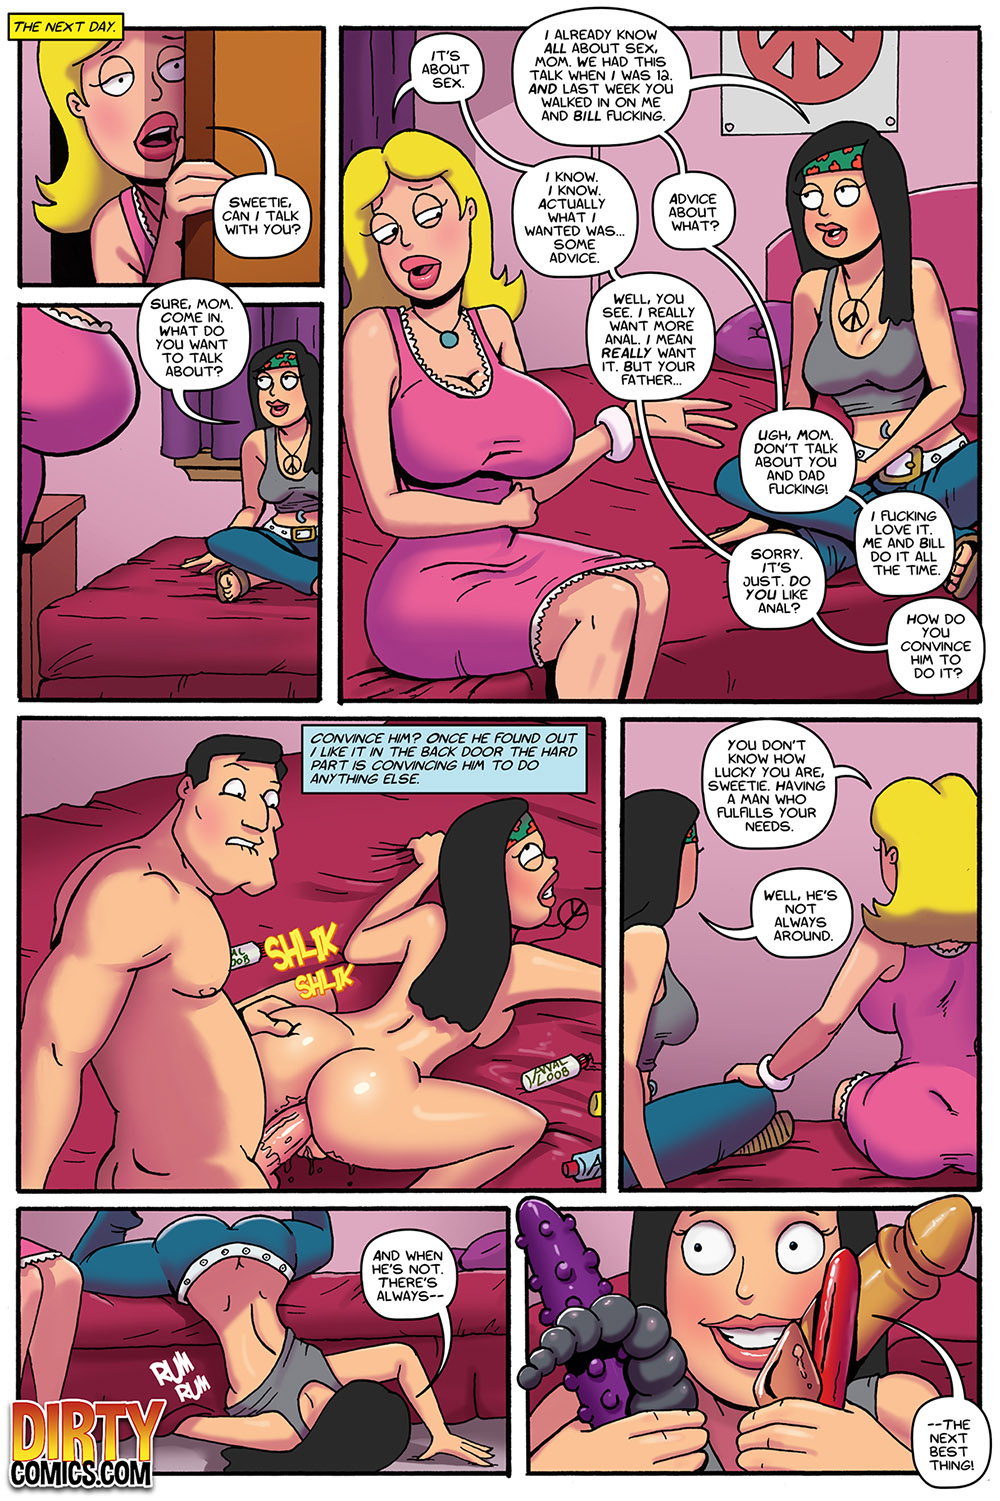 THE NEXT DAY.
SWEETIE,
CAN I TALK
WITH YOU?
SURE, MOM.
COME IN.
WHAT DO
YOU WANT
TO TALK
ABOUT?
IT'S
ABOUT
SEX.
I ALREADY KNOW
ALL ABOUT SEX,
MOM. WE HAD THIS
TALK WHEN I WAS 12.
AND LAST WEEK YOU
WALKED IN ON ME
AND BILL FUCKING.
I KNOW.
I KNOW.
ACTUALLY
WHAT I
WANTED WAS...
SOME
ADVICE.
ADVICE
ABOUT
WHAT?
WELL, YOU
SEE. I REALLY
WANT MORE
ANAL. I MEAN
REALLY WANT
IT. BUT YOUR
FATHER...
UGH, MOM.
DON'T TALK
ABOUT YOU
AND DAD
FUCKING!
SORRY.
IT'S
JUST. DO
YOU LIKE
ANAL?
I FUCKING
LOVE IT.
ME AND BILL
DO IT ALL
THE TIME.
HOW DO
YOU
CONVINCE
HIM TO
DO IT?
CONVINCE HIM? ONCE HE FOUND OUT
I LIKE IT IN THE BACK DOOR THE HARD
PART IS CONVINCING HIM TO DO
ANYTHING ELSE.
SHLIK
SHLIK
ANAL
LOOB
YOU DON'T
KNOW HOW
LUCKY YOU ARE,
SWEETIE. HAVING
A MAN WHO
FULFILLS YOUR
NEEDS.
WELL, HE'S
NOT
ALWAYS
AROUND.
AND WHEN
HE'S NOT.
THERE'S
ALWAYS--
RUM
RUM
--THE
NEXT
BEST
THING!
DIRTY
COMICS.COM